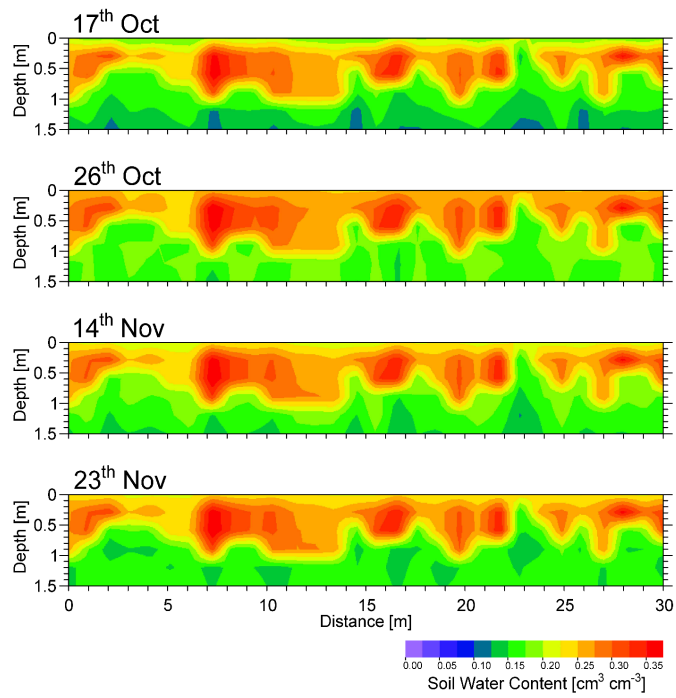 17th Oct
0
0.5
1
1.5
Depth [m]
26th Oct
0
0.5
1
1.5
Depth [m]
14th Nov
0
0.5
1
1.5
Depth [m]
23th Nov
0
0.5
1
1.5
Depth [m]
0 5 10 15 20 25 30
Distance [m]
0.00 0.05 0.10 0.15 0.20 0.25 0.30 0.35
Soil Water Content [cm3 cm-3]